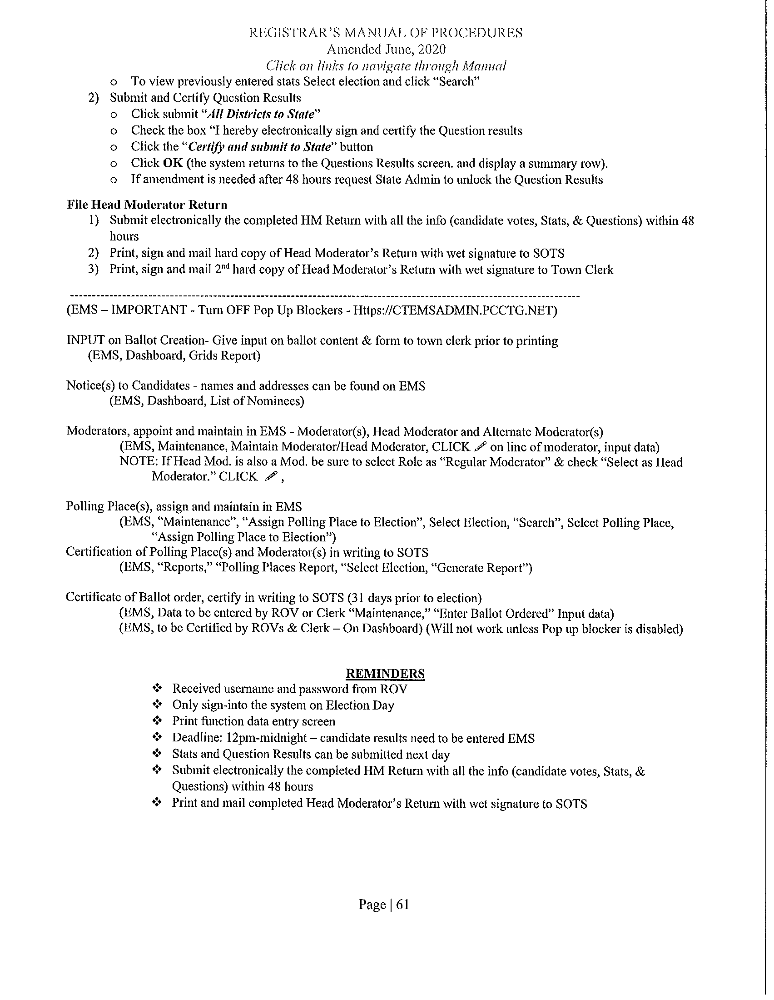 REGISTRAR'S MANUAL OF PROCEDURES
Amended June, 2020
Click on links to navigate through Manual
o To view previously entered stats Select election and click “Search”
2) Submit and Certify Question Results
o Click submit “All Districts to State”
o Check the box “I hereby electronically sign and certify the Question results
o Click the “Certify and submit to State” button
o Click OK (the system returns to the Questions Results screen. and display a summary row).
o If amendment is needed after 48 hours request State Admin to unlock the Question Results
File Head Moderator Return
1) Submit electronically the completed HM Return with all the info (candidate votes, Stats, & Questions) within 48
hours
2) Print, sign and mail hard copy of Head Moderator's Return with wet signature to SOTS
3) Print, sign and mail 2nd hard copy of Head Moderator's Return with wet signature to Town Clerk
(EMS – IMPORTANT - Turn OFF Pop Up Blockers - Https://CTEMSADMIN.PCCTG.NET)
INPUT on Ballot Creation- Give input on ballot content & form to town clerk prior to printing
(EMS, Dashboard, Grids Report)
Notice(s) to Candidates - names and addresses can be found on EMS
(EMS, Dashboard, List of Nominees)
Moderators, appoint and maintain in EMS - Moderator(s), Head Moderator and Alternate Moderator(s)
(EMS, Maintenance, Maintain Moderator/Head Moderator, CLICK ✐ on line of moderator, input data)
NOTE: If Head Mod. is also a Mod. be sure to select Role as “Regular Moderator” & check “Select as Head
Moderator.” CLICK ✐ ,
Polling Place(s), assign and maintain in EMS
(EMS, “Maintenance”, “Assign Polling Place to Election”, Select Election, “Search”, Select Polling Place,
“Assign Polling Place to Election”)
Certification of Polling Place(s) and Moderator(s) in writing to SOTS
(EMS, “Reports,” “Polling Places Report, “Select Election, “Generate Report”)
Certificate of Ballot order, certify in writing to SOTS (31 days prior to election)
(EMS, Data to be entered by ROV or Clerk “Maintenance,” “Enter Ballot Ordered” Input data)
(EMS, to be Certified by ROVs & Clerk – On Dashboard) (Will not work unless Pop up blocker is disabled)
REMINDERS
❖ Received username and password from ROV
❖ Only sign-into the system on Election Day
❖ Print function data entry screen
❖ Deadline: 12pm-midnight – candidate results need to be entered EMS
❖ Stats and Question Results can be submitted next day
❖ Submit electronically the completed HM Return with all the info (candidate votes, Stats, &
Questions) within 48 hours
❖ Print and mail completed Head Moderator's Return with wet signature to SOTS
Page | 61